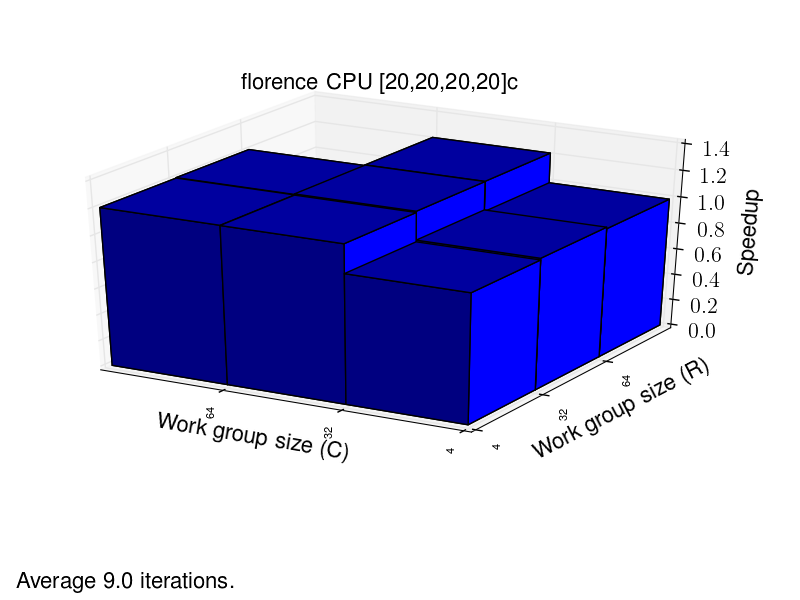 florence CPU [20,20,20,20]c
1.4
1.2
1.0
0.8
0.6
0.4
0.2
0.0
Speedup
64
32
4
Work group size (C)
4
32
64
Work group size (R)
Average 9.0 iterations.